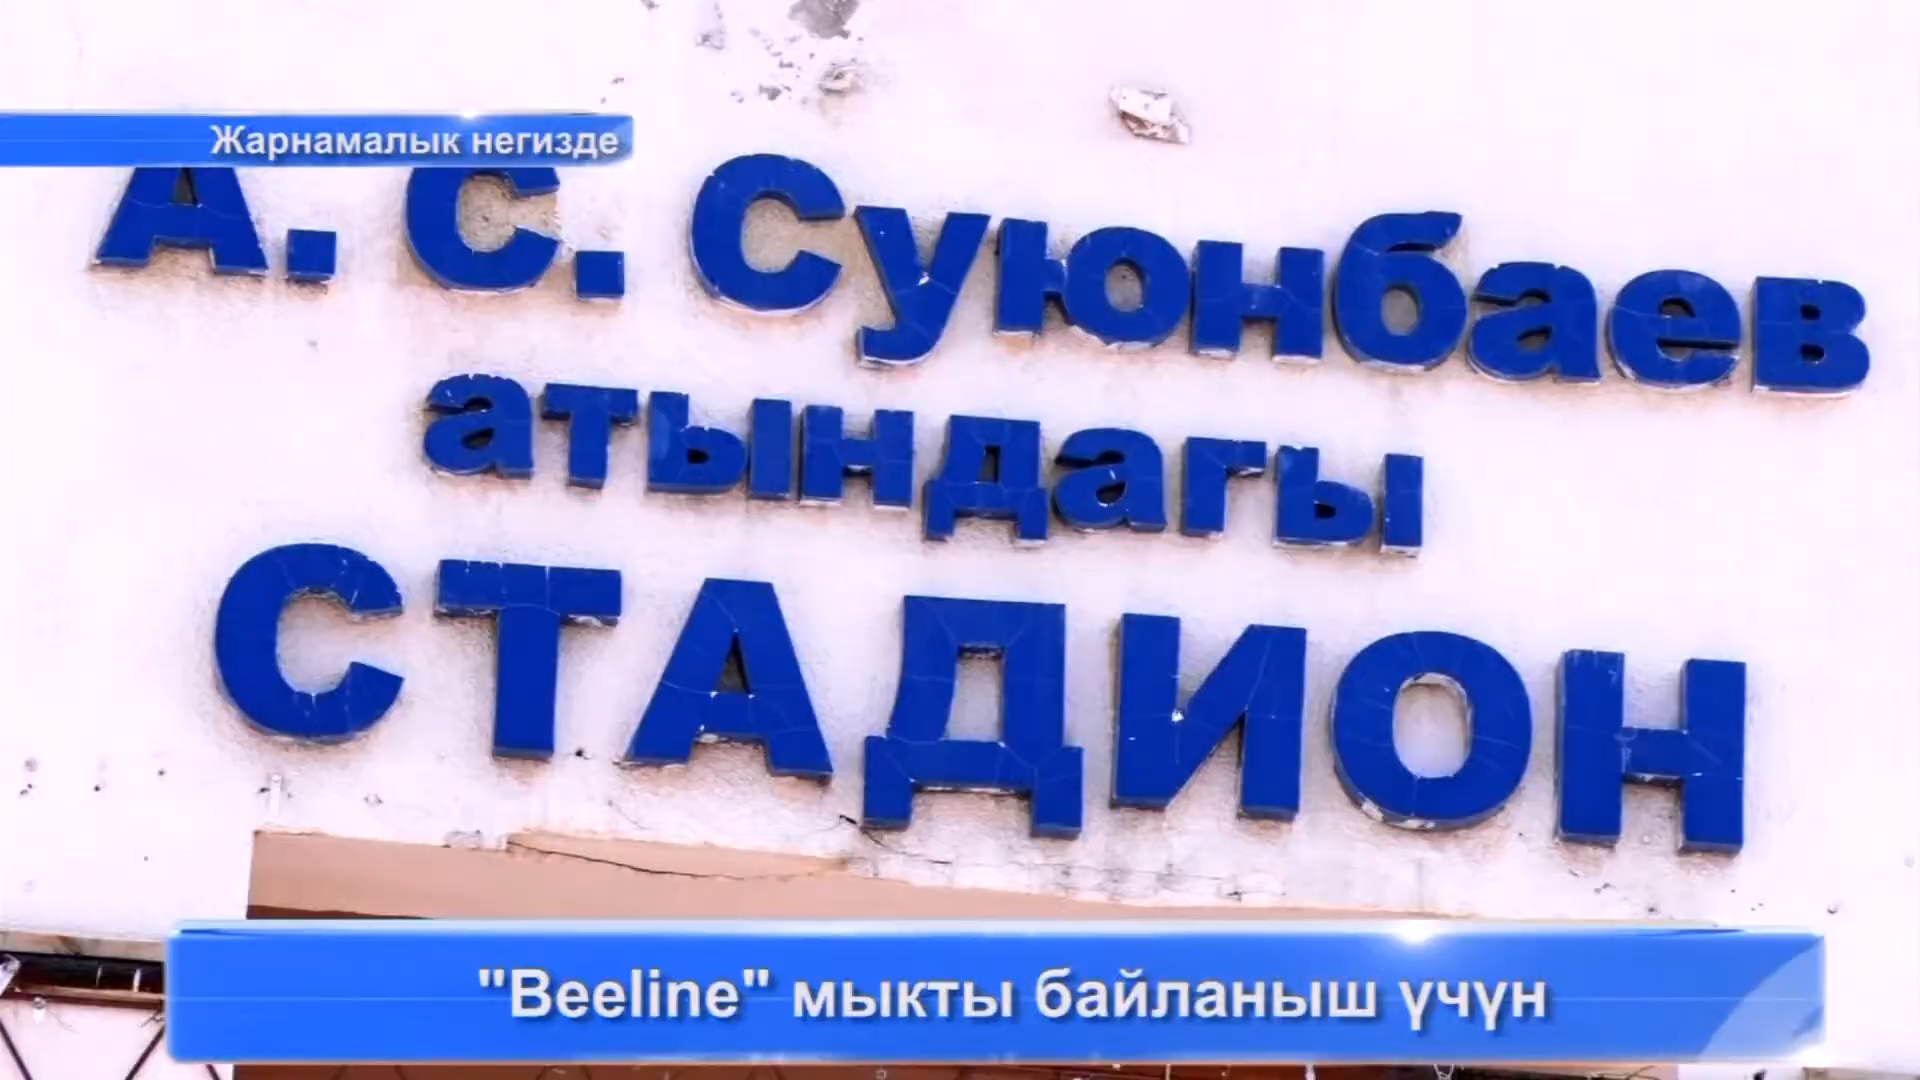 Жарнамалык негизде
А. С. Суюнбаев
атындагы
СТАДИОН
"Beeline" мыкты байланыш үчүн